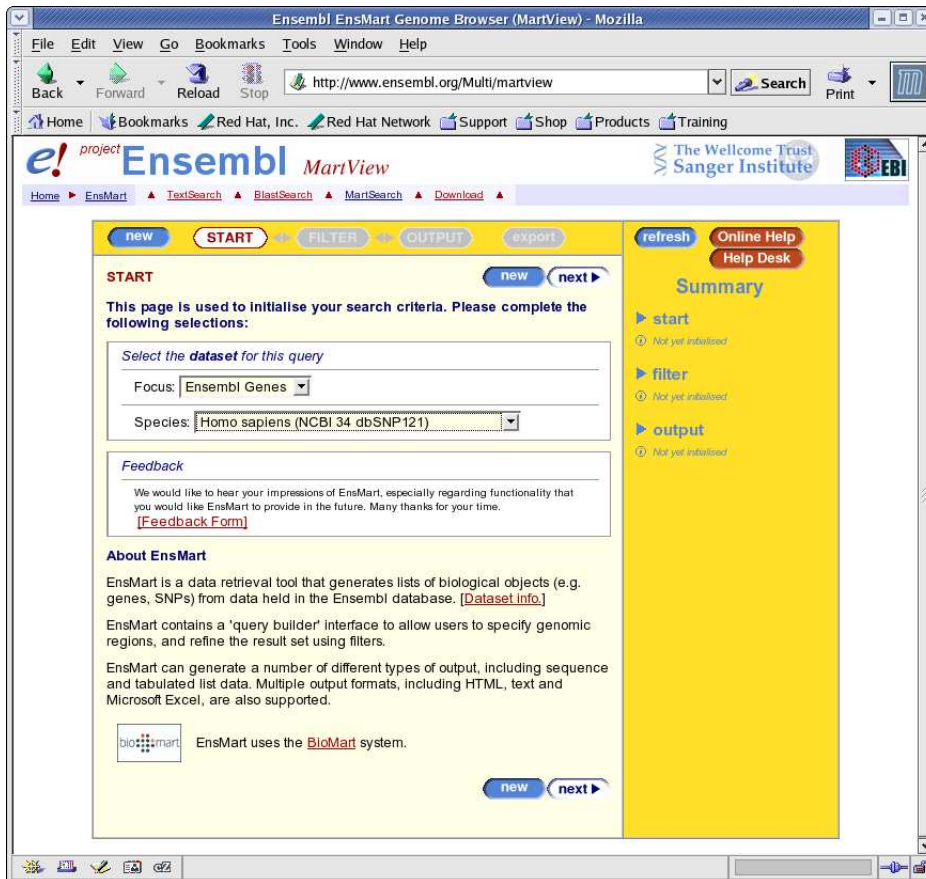 Ensembl EnsMart Genome Browser (MartView) - Mozilla
File Edit View Go Bookmarks Tools Window Help
Back Forward Reload Stop http://www.ensembl.org/Multi/martview Search Print
Home Bookmarks Red Hat, Inc. Red Hat Network Support Shop Products Training
e! project Ensembl MartView
The Wellcome Trust
Sanger Institute
EBI
Home EnsMart TextSearch BlastSearch MartSearch Download
new START FILTER OUTPUT export
START new next
This page is used to initialise your search criteria. Please complete the
following selections:
Select the dataset for this query
Focus: Ensembl Genes
Species: Homo sapiens (NCBI 34 dbSNP121)
Feedback
We would like to hear your impressions of EnsMart, especially regarding functionality that
you would like EnsMart to provide in the future. Many thanks for your time.
[Feedback Form]
About EnsMart
EnsMart is a data retrieval tool that generates lists of biological objects (e.g.
genes, SNPs) from data held in the Ensembl database. [Dataset info.]
EnsMart contains a 'query builder' interface to allow users to specify genomic
regions, and refine the result set using filters.
EnsMart can generate a number of different types of output, including sequence
and tabulated list data. Multiple output formats, including HTML, text and
Microsoft Excel, are also supported.
bio mart EnsMart uses the BioMart system.
new next
refresh Online Help
Help Desk
Summary
start
Not yet initialised
filter
Not yet initialised
output
Not yet initialised